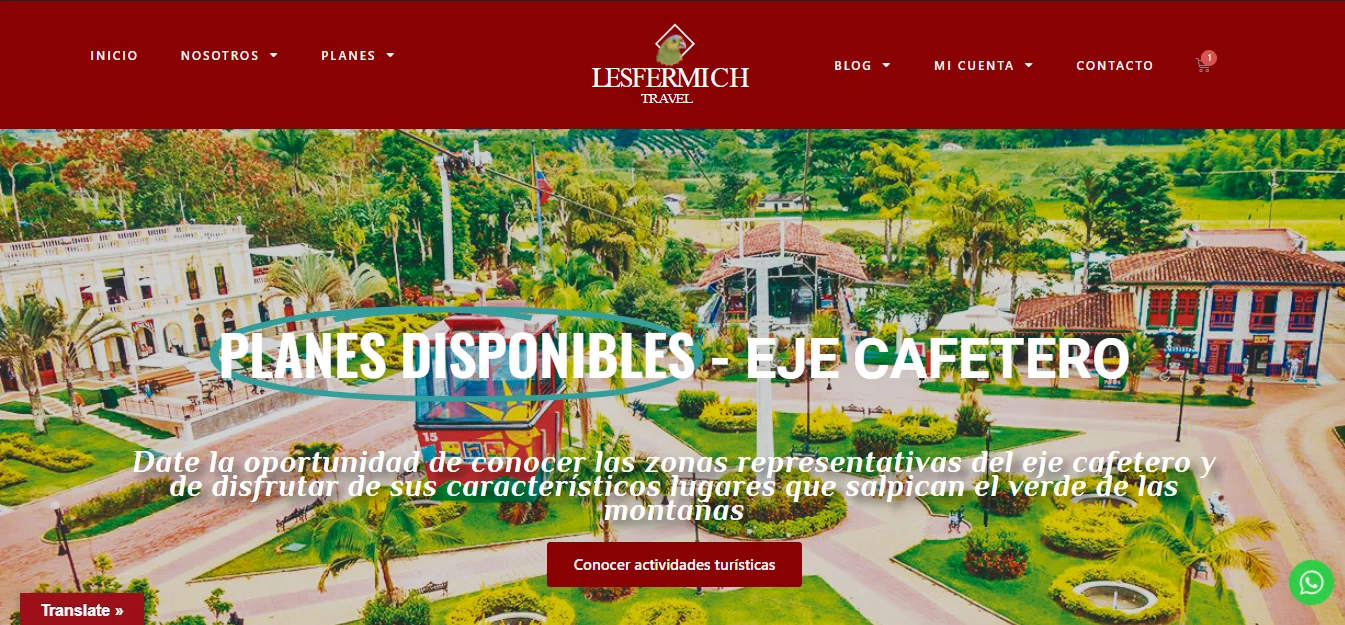 INICIO
NOSOTROS
PLANES
LESFERMICH
TRAVEL
BLOG
MI CUENTA
CONTACTO
1
PLANES DISPONIBLES - EJE CAFETERO
15
Date la oportunidad de conocer las zonas representativas del eje cafetero y
de disfrutar de sus característicos lugares que salpican el verde de las
montañas
Conocer actividades turísticas
Translate »